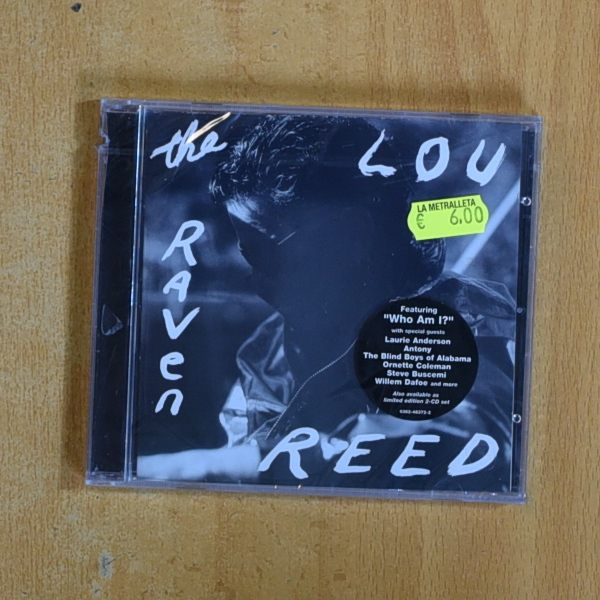 the
LOU
LA METRALLETA
€ 6.00
RAVen
Featuring
"Who Am I?"
with special guests
Laurie Anderson
Antony
The Blind Boys of Alabama
Ornette Coleman
Steve Buscemi
Willem Dafoe and more
Also available as
limited edition 2-CD set
REED